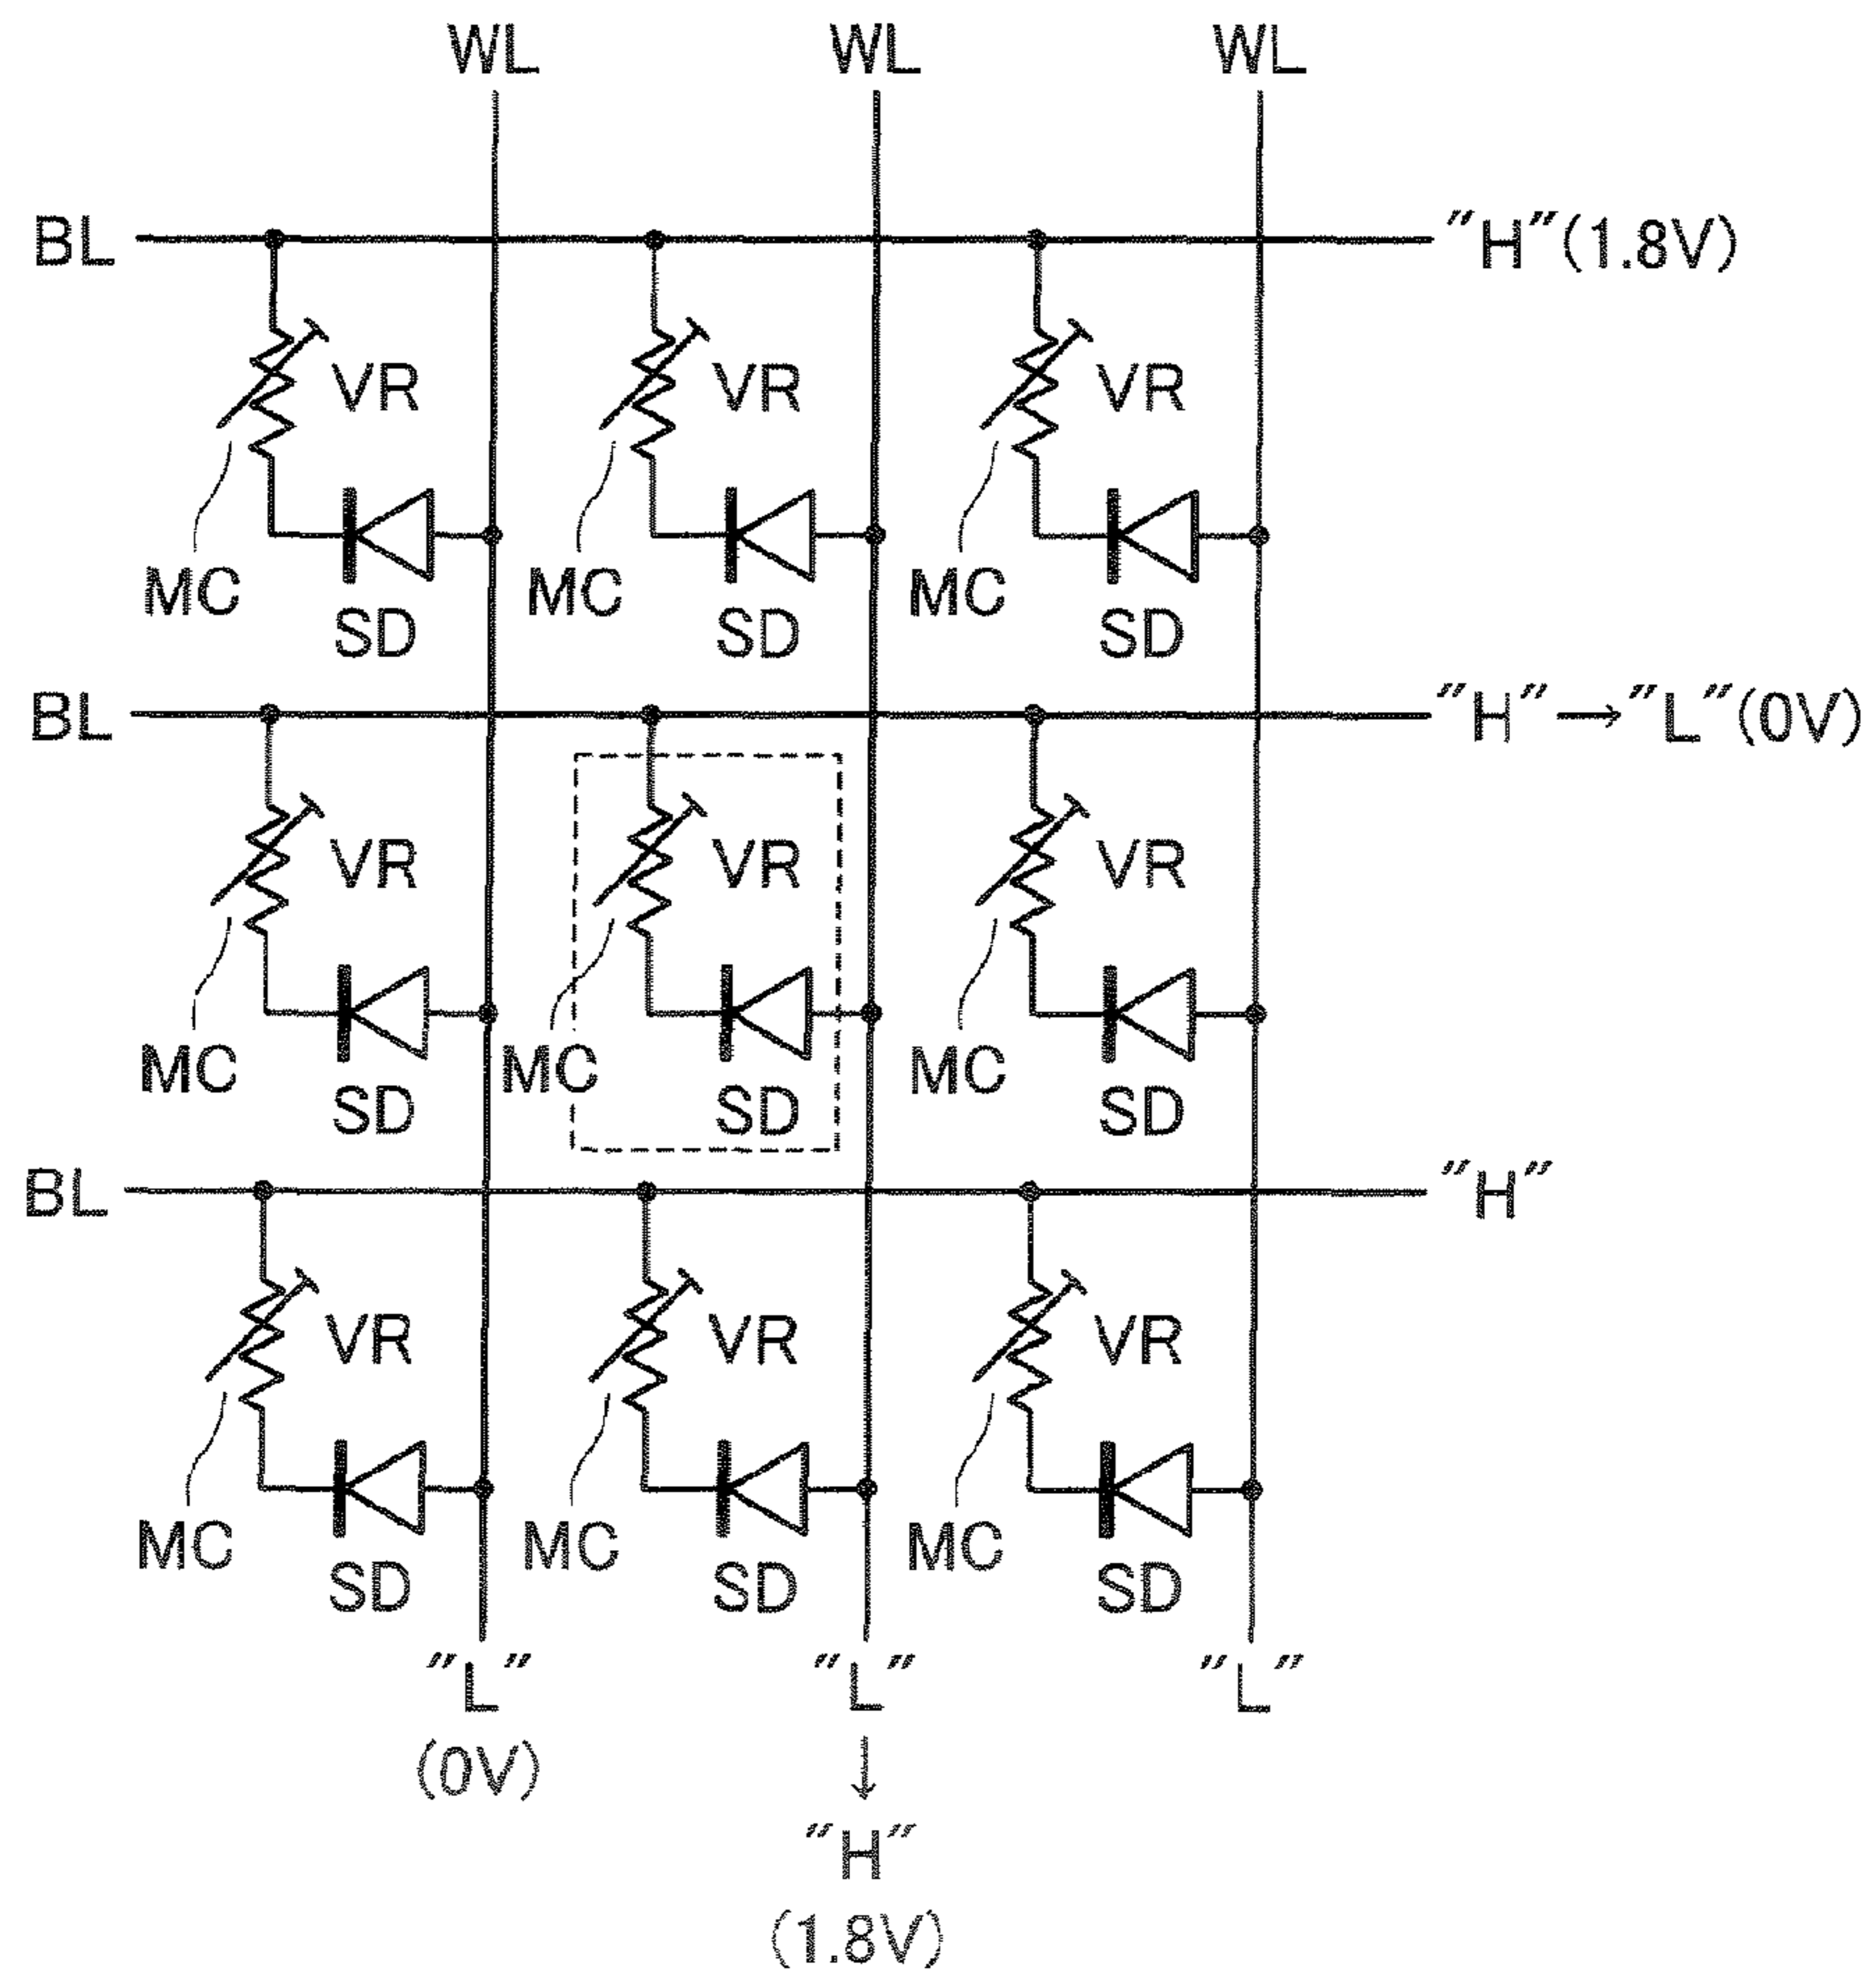 WL WL WL
BL "H"(1.8V)
VR VR VR
MC MC MC
SD SD SD
BL "H" → "L"(0V)
VR VR VR
MC MC MC
SD SD SD
BL "H"
VR VR VR
MC MC MC
SD SD SD
"L" "L" "L"
(0V) ↓
"H"
(1.8V)